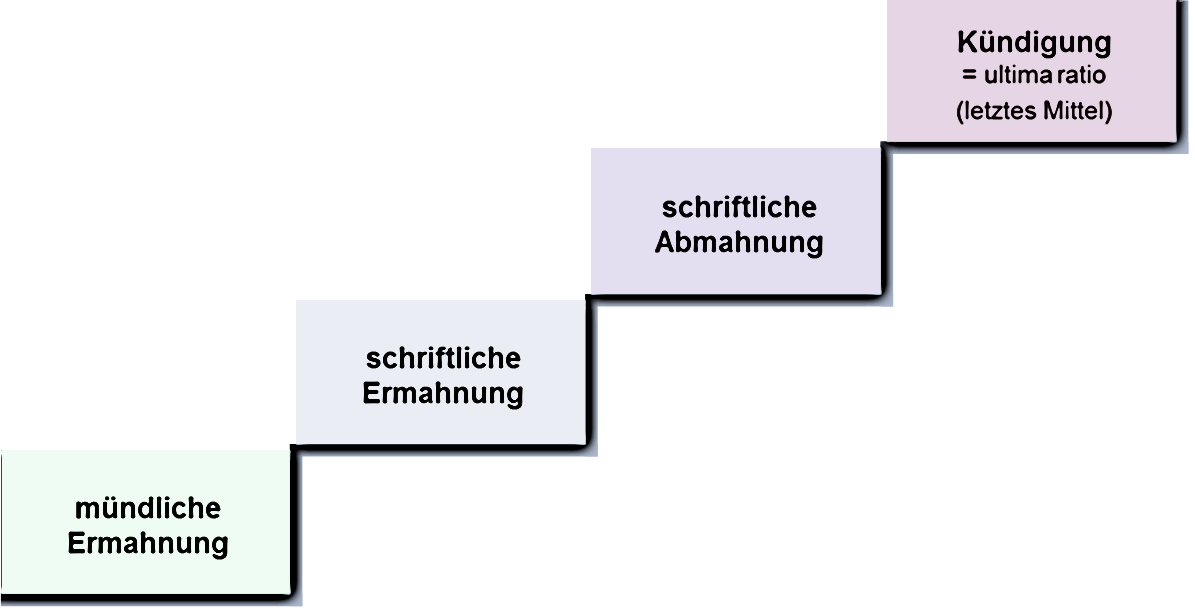 Kündigung
= ultima ratio
(letztes Mittel)
schriftliche
Abmahnung
schriftliche
Ermahnung
mündliche
Ermahnung